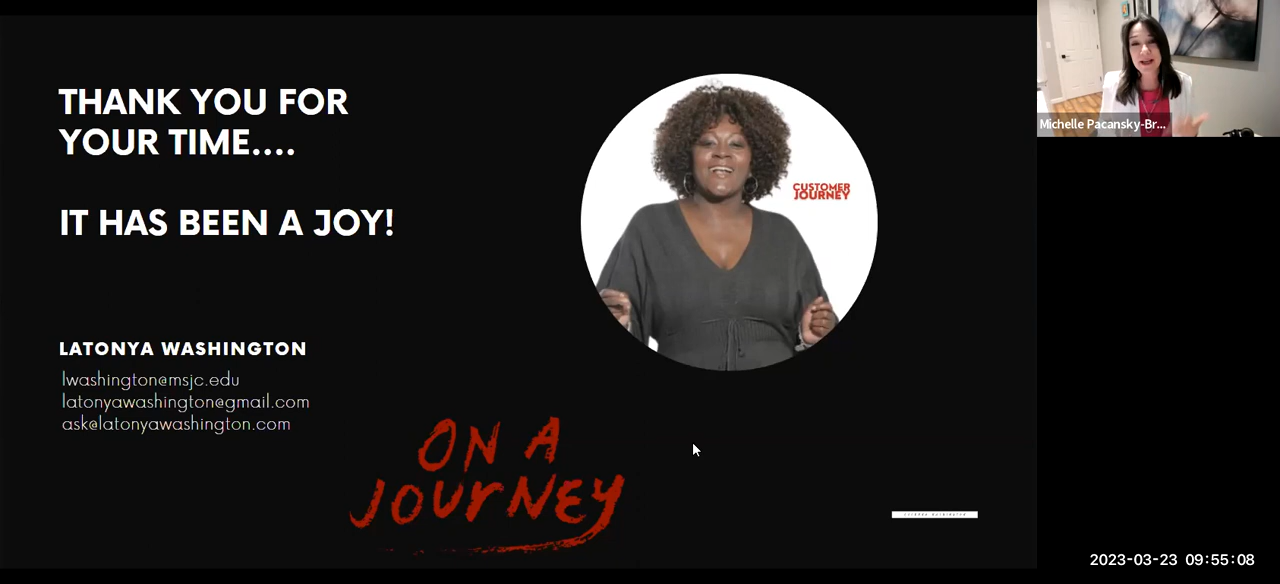 THANK YOU FOR
YOUR TIME....
IT HAS BEEN A JOY!
CUSTOMER
JOURNEY
LATONYA WASHINGTON
lwashington@msjc.edu
latonyawashington@gmail.com
ask@latonyawashington.com
ON A
JOURNEY
Michelle Pacansky-Br...
2023-03-23 09:55:08